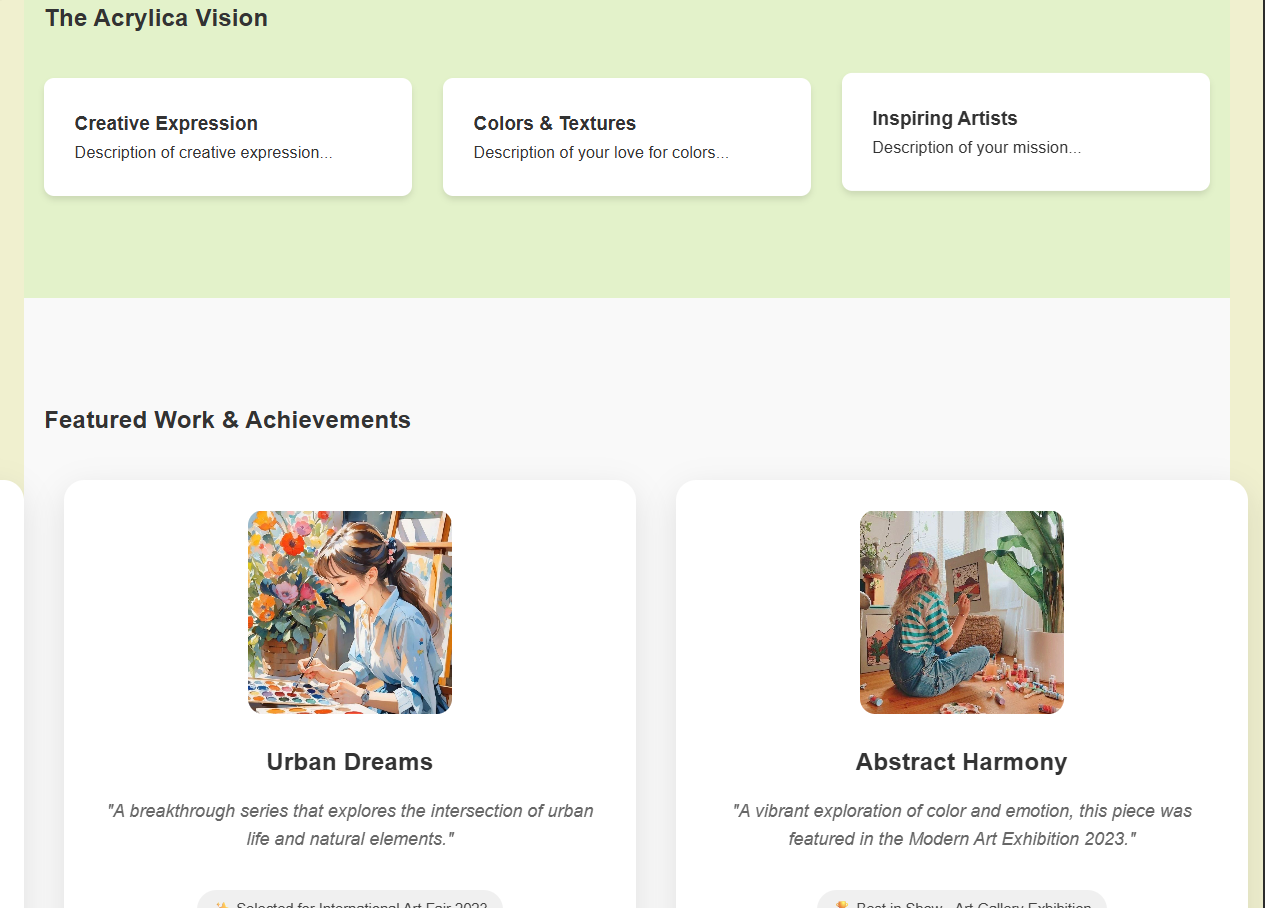 The Acrylica Vision
Creative Expression
Description of creative expression...
Colors & Textures
Description of your love for colors...
Inspiring Artists
Description of your mission...
Featured Work & Achievements
Urban Dreams
"A breakthrough series that explores the intersection of urban
life and natural elements."
✨ Selected for International Art Fair 2023
Abstract Harmony
"A vibrant exploration of color and emotion, this piece was
featured in the Modern Art Exhibition 2023."
Best in Show - Art Gallery Exhibition